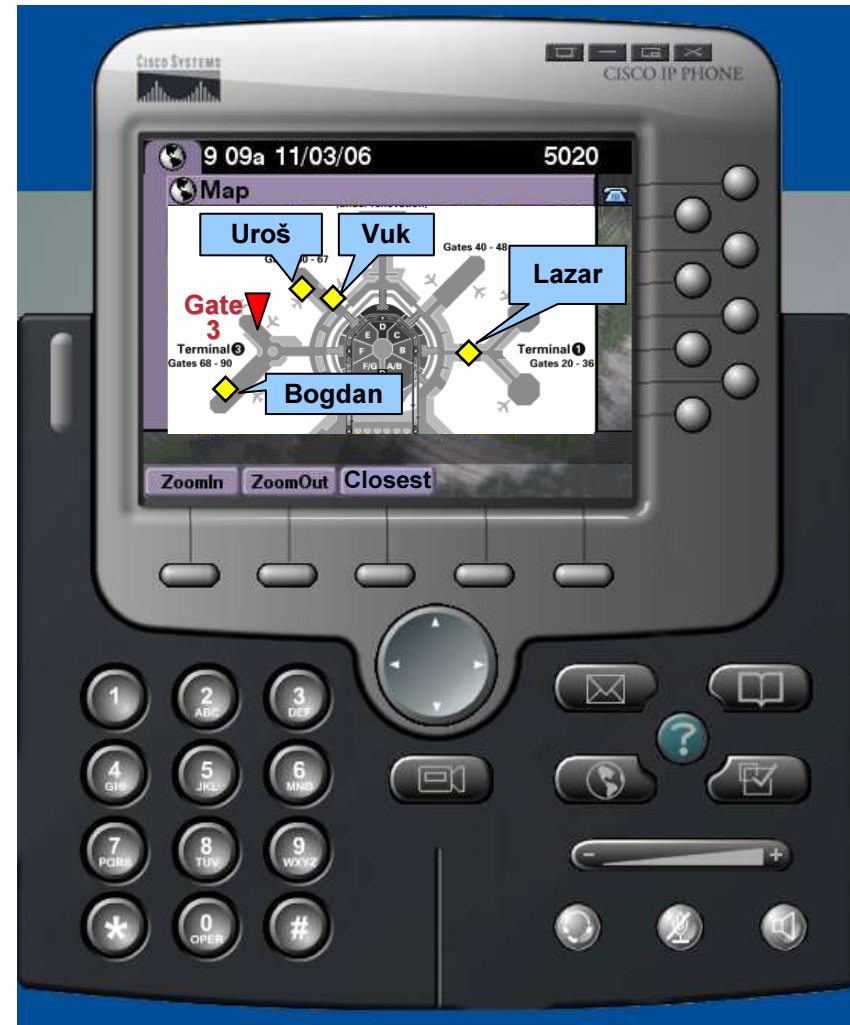 CISCO SYSTEMS
CISCO IP PHONE
9 09a 11/03/06 5020
Map
Uroš
Vuk
Gates 40 - 48
Lazar
Gate
3
Terminal 3
Gates 68 - 90
Terminal 1
Gates 20 - 36
D
E
C
F
B
F/G
A/B
Bogdan
ZoomIn ZoomOut Closest
1
2
ABC
3
DEF
4
GHI
5
JKL
6
MNO
7
PQRS
8
TUV
9
WXYZ
*
0
OPER
#
?
-
+